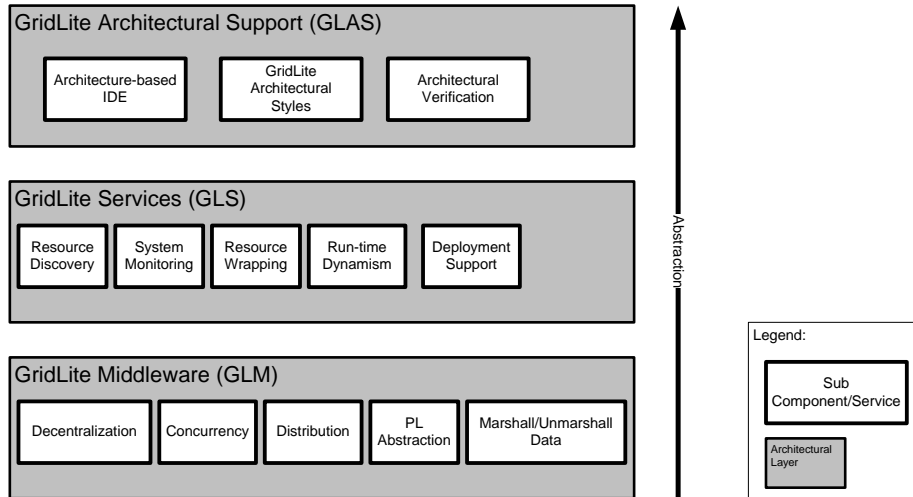 GridLite Architectural Support (GLAS)
Architecture-based
IDE
GridLite
Architectural
Styles
Architectural
Verification
GridLite Services (GLS)
Resource
Discovery
System
Monitoring
Resource
Wrapping
Run-time
Dynamism
Deployment
Support
GridLite Middleware (GLM)
Decentralization
Concurrency
Distribution
PL
Abstraction
Marshall/Unmarshall
Data
Abstraction
Legend:
Sub
Component/Service
Architectural
Layer